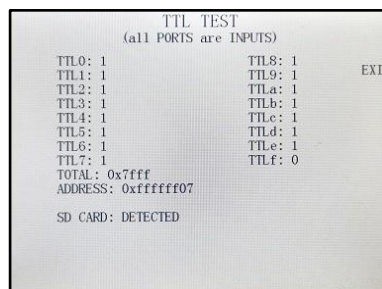 TTL TEST
(all PORTS are INPUTS)
TTL0: 1 TTL8: 1
EXI
TTL1: 1 TTL9: 1
TTL2: 1 TTLa: 1
TTL3: 1 TTLb: 1
TTL4: 1 TTLc: 1
TTL5: 1 TTLd: 1
TTL6: 1 TTLe: 1
TTL7: 1 TTLf: 0
TOTAL: 0x7fff
ADDRESS: 0xffffff07
SD CARD: DETECTED